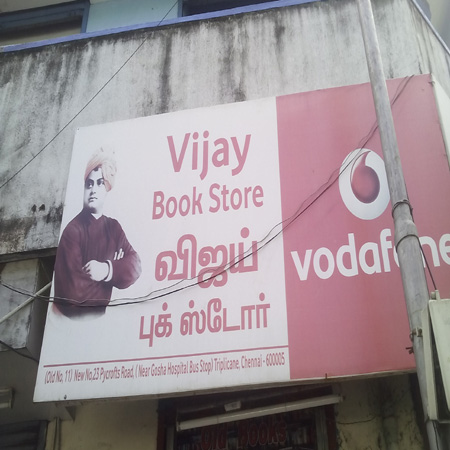 Vijay
Book Store
விஜய்
புக் ஸ்டோர்
(Old No. 11) New No.23 Pycrofts Road, ( Near Gosha Hospital Bus Stop) Triplicane, Chennai - 600005
vodafone